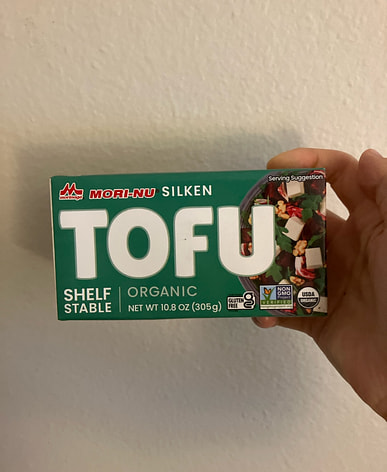 Serving Suggestion
morinaga
MORI-NU SILKEN
TOFU
SHELF
STABLE
ORGANIC
NET WT 10.8 OZ (305g)
GLUTEN
FREE
NON
GMO
VERIFIED
USDA
ORGANIC